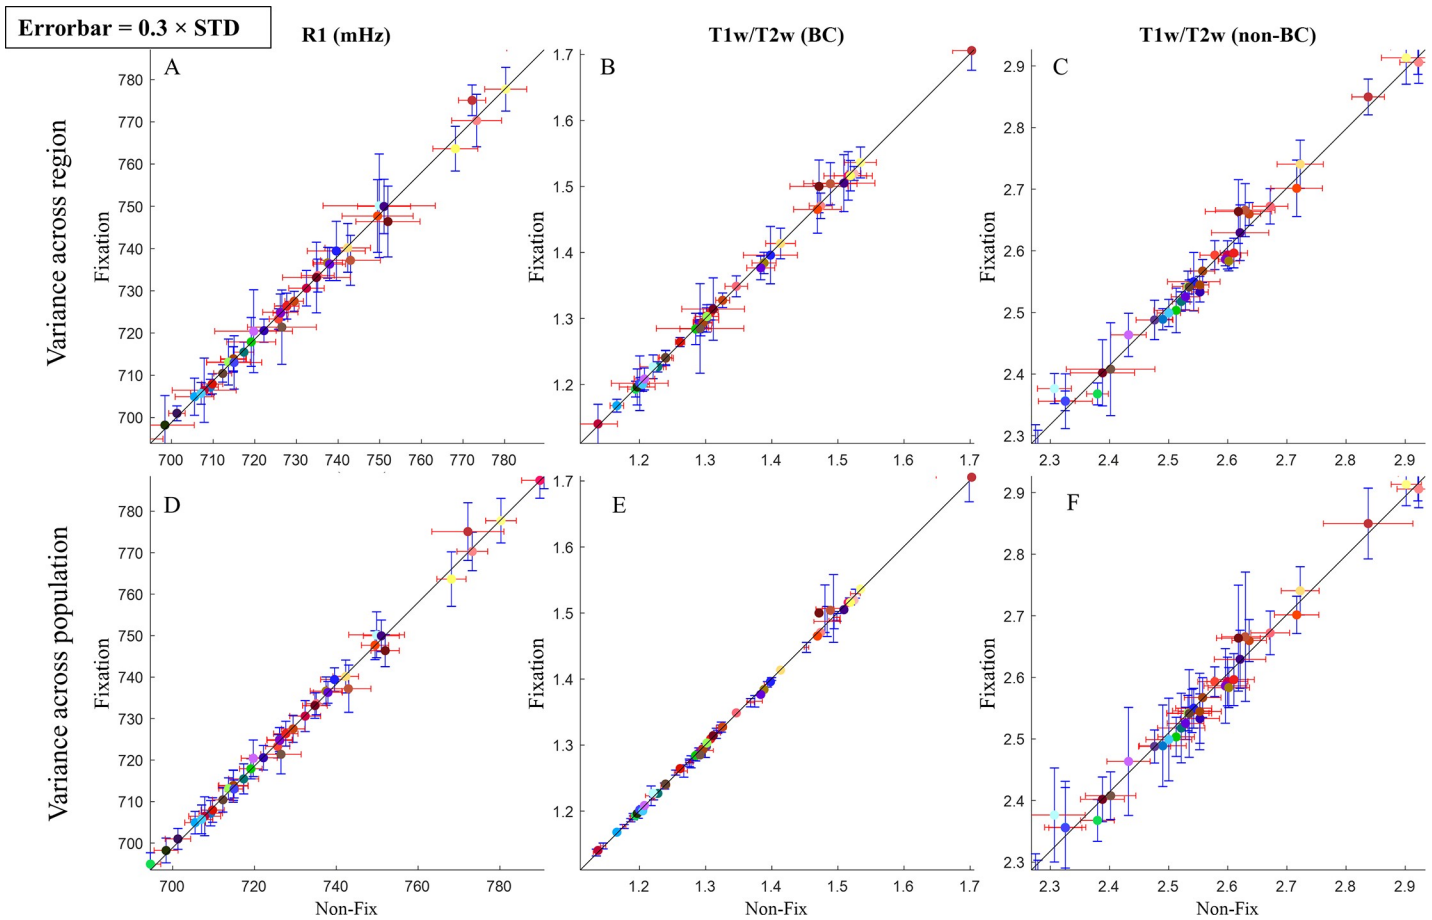 Errorbar = 0.3 × STD
R1 (mHz)
T1w/T2w (BC)
T1w/T2w (non-BC)
Variance across region
Fixation
A
780
770
760
750
740
730
720
710
700
700 710 720 730 740 750 760 770 780
Fixation
B
1.7
1.6
1.5
1.4
1.3
1.2
1.2 1.3 1.4 1.5 1.6 1.7
Fixation
C
2.9
2.8
2.7
2.6
2.5
2.4
2.3
2.3 2.4 2.5 2.6 2.7 2.8 2.9
Variance across population
Fixation
D
780
770
760
750
740
730
720
710
700
700 720 740 760 780
Non-Fix
Fixation
E
1.7
1.6
1.5
1.4
1.3
1.2
1.2 1.3 1.4 1.5 1.6 1.7
Non-Fix
Fixation
F
2.9
2.8
2.7
2.6
2.5
2.4
2.3
2.3 2.4 2.5 2.6 2.7 2.8 2.9
Non-Fix